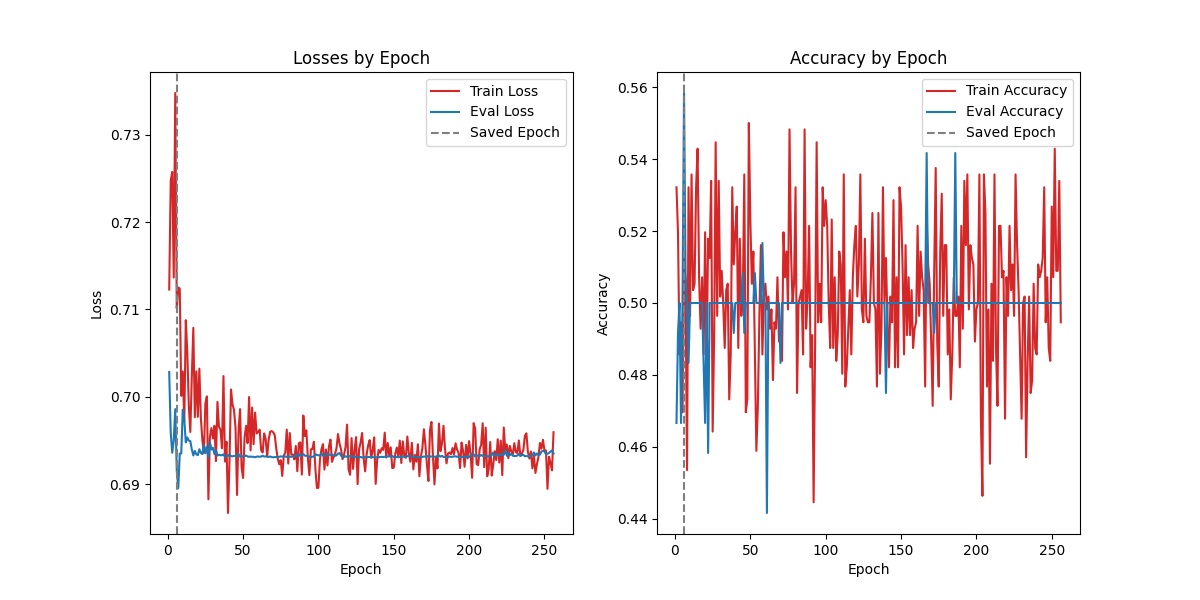 Losses by Epoch
Train Loss
Eval Loss
Saved Epoch
Loss
0.73
0.72
0.71
0.70
0.69
0
50
100
150
200
250
Epoch
Accuracy by Epoch
Train Accuracy
Eval Accuracy
Saved Epoch
Accuracy
0.56
0.54
0.52
0.50
0.48
0.46
0.44
0
50
100
150
200
250
Epoch